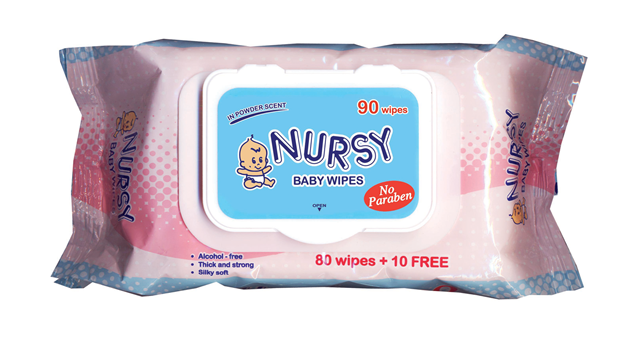 IN POWDER SCENT
90 wipes
NURSY
BABY WIPES
No
Paraben
OPEN
NURSY
BABY WIPES
NURSY
BABY WIPES
• Alcohol - free
• Thick and strong
• Silky soft
80 wipes + 10 FREE